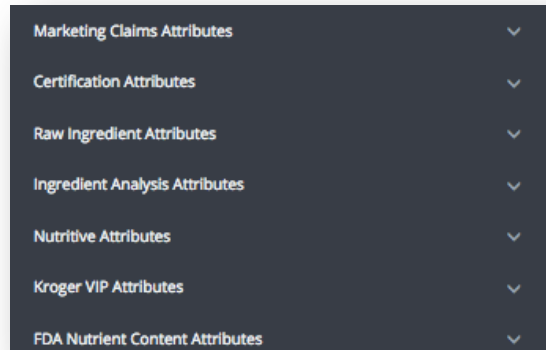 Marketing Claims Attributes
Certification Attributes
Raw Ingredient Attributes
Ingredient Analysis Attributes
Nutritive Attributes
Kroger VIP Attributes
FDA Nutrient Content Attributes